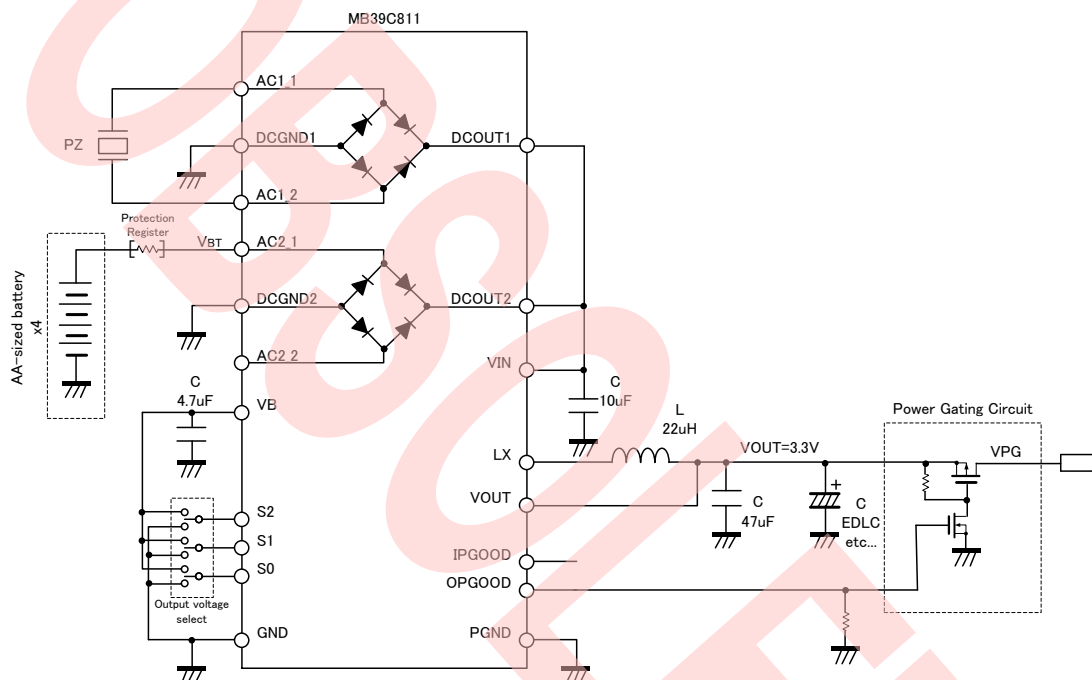 MB39C811
AC1_1
PZ
DCGND1
DCOUT1
AC1_2
Protection
Register
VBT
AC2_1
AA-sized battery
x4
DCGND2
DCOUT2
AC2_2
VIN
C
4.7uF
VB
C
10uF
L
22uH
LX
VOUT=3.3V
Power Gating Circuit
VPG
VOUT
C
47uF
+
C
EDLC
etc...
S2
S1
S0
IPGOOD
OPGOOD
Output voltage
select
GND
PGND